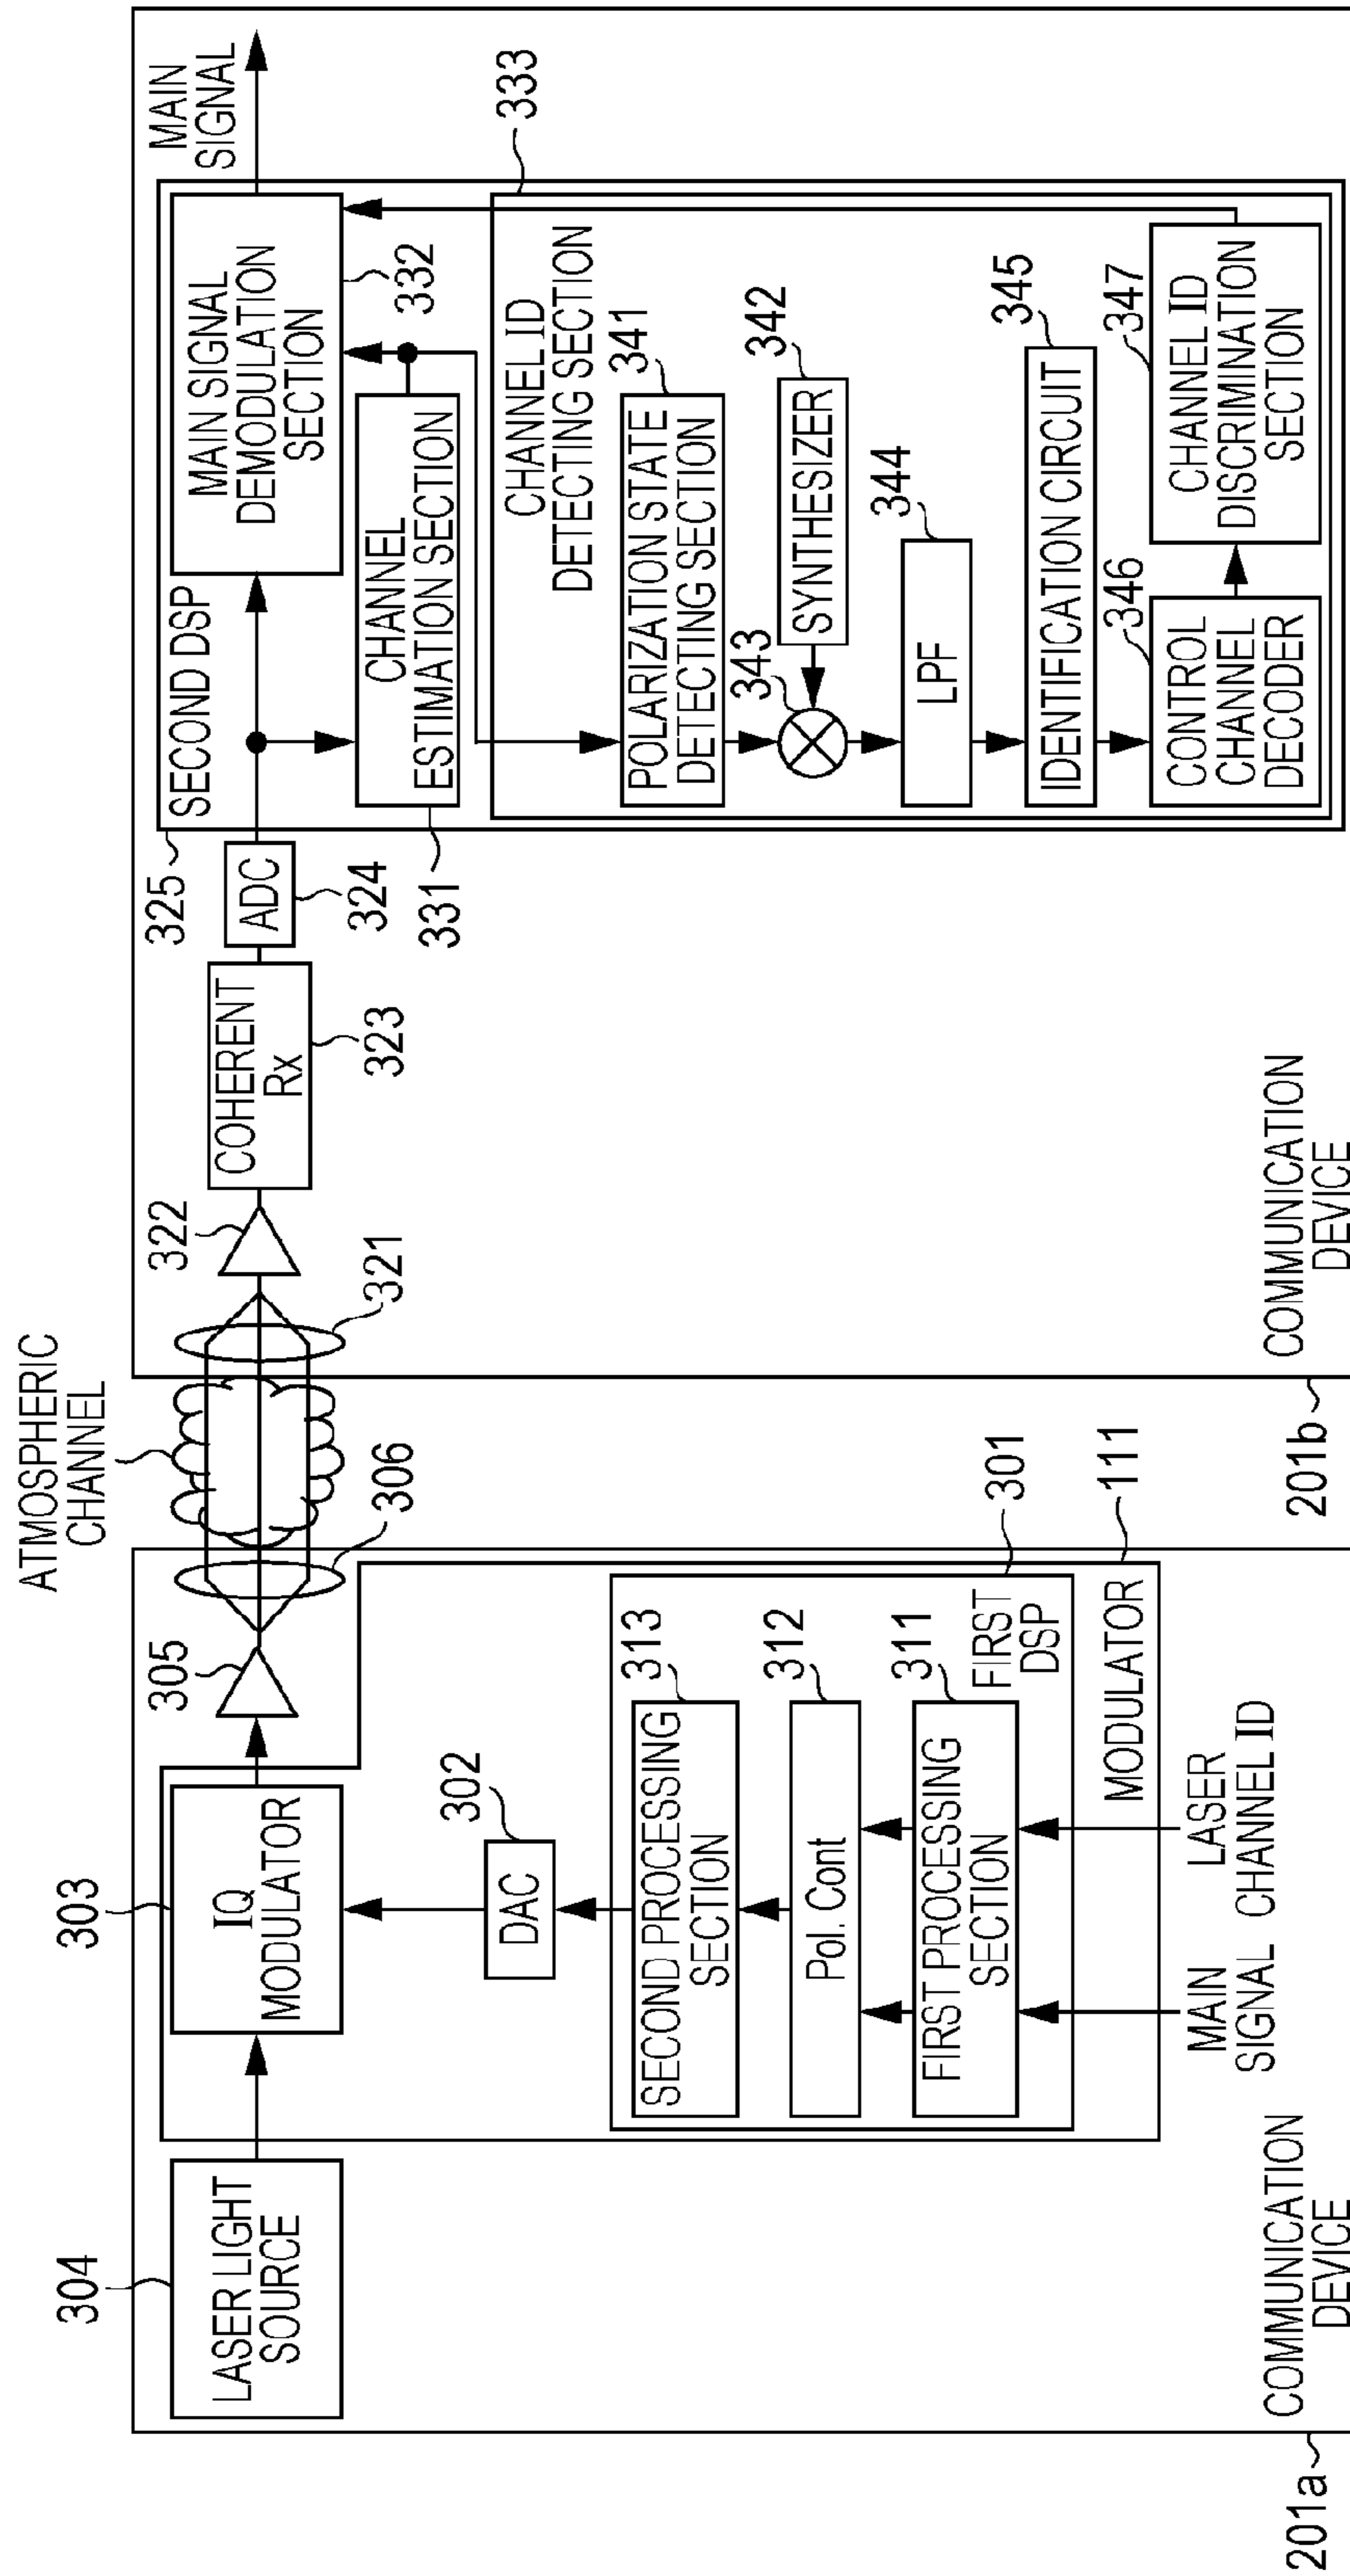 ATMOSPHERIC
CHANNEL
304
LASER LIGHT
SOURCE
303
IQ
MODULATOR
305
306
302
DAC
313
SECOND PROCESSING
SECTION
312
Pol. Cont
311
FIRST PROCESSING
SECTION
FIRST
DSP
301
MODULATOR
111
MAIN
SIGNAL
LASER
CHANNEL ID
COMMUNICATION
DEVICE
201a
321
322
COHERENT
Rx
323
ADC
324
325
SECOND DSP
MAIN SIGNAL
DEMODULATION
SECTION
332
MAIN
SIGNAL
CHANNEL
ESTIMATION SECTION
331
CHANNEL ID
DETECTING SECTION
333
POLARIZATION STATE
DETECTING SECTION
341
SYNTHESIZER
342
343
LPF
344
IDENTIFICATION CIRCUIT
345
CONTROL
CHANNEL
DECODER
346
CHANNEL ID
DISCRIMINATION
SECTION
347
COMMUNICATION
DEVICE
201b